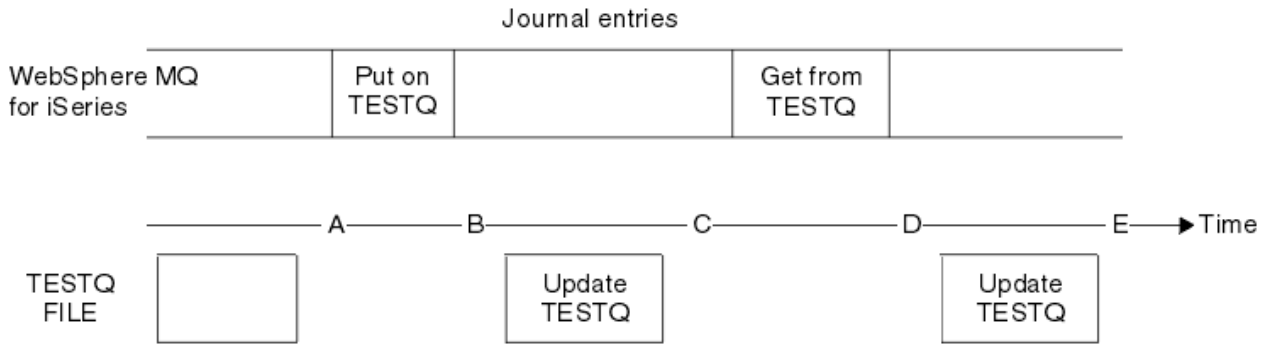 Journal entries
WebSphere MQ
for iSeries
Put on
TESTQ
Get from
TESTQ
A
B
C
D
E
Time
TESTQ
FILE
Update
TESTQ
Update
TESTQ